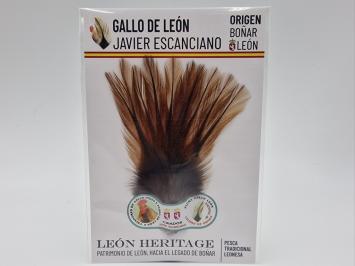 GALLO DE LEÓN
JAVIER ESCANCIANO
ORIGEN
BOÑAR
LEÓN
LEÓN HERITAGE
PATRIMONIO DE LEÓN, HACIA EL LEGADO DE BOÑAR
PESCA
TRADICIONAL
LEONESA